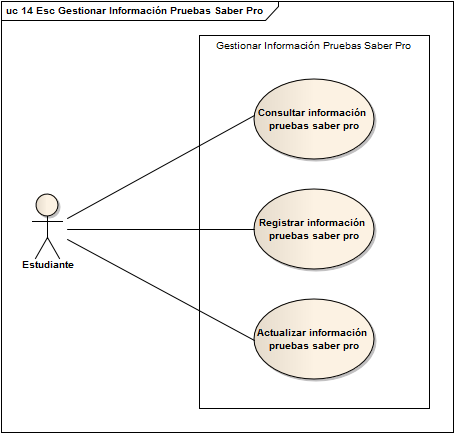 uc 14 Esc Gestionar Información Pruebas Saber Pro
Gestionar Información Pruebas Saber Pro
Consultar información
pruebas saber pro
Registrar información
pruebas saber pro
Estudiante
Actualizar información
pruebas saber pro